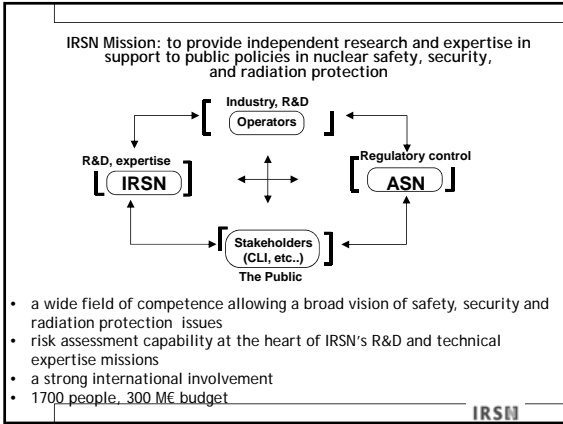 IRSN Mission: to provide independent research and expertise in
support to public policies in nuclear safety, security,
and radiation protection
Industry, R&D
Operators
R&D, expertise
IRSN
Regulatory control
ASN
Stakeholders
(CLI, etc..)
The Public
• a wide field of competence allowing a broad vision of safety, security and
radiation protection issues
• risk assessment capability at the heart of IRSN's R&D and technical
expertise missions
• a strong international involvement
• 1700 people, 300 M€ budget
IRSN